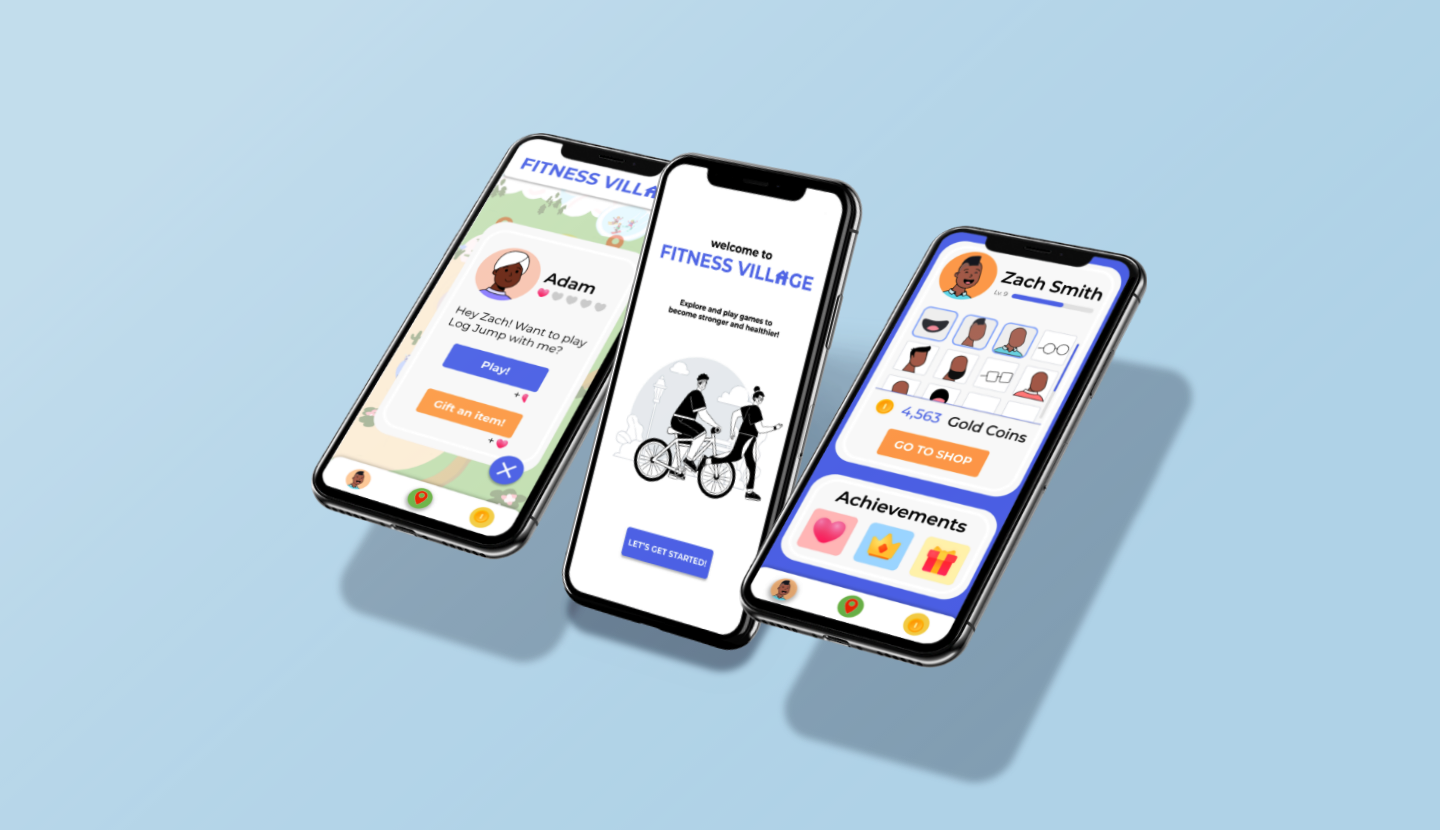 FITNESS VILLA
Adam
Hey Zach! Want to play
Log Jump with me?
Play!
+
Gift an item!
+
welcome to
FITNESS VILLAGE
Explore and play games to
become stronger and healthier!
LET'S GET STARTED!
Zach Smith
Lv 9
4,563 Gold Coins
GO TO SHOP
Achievements